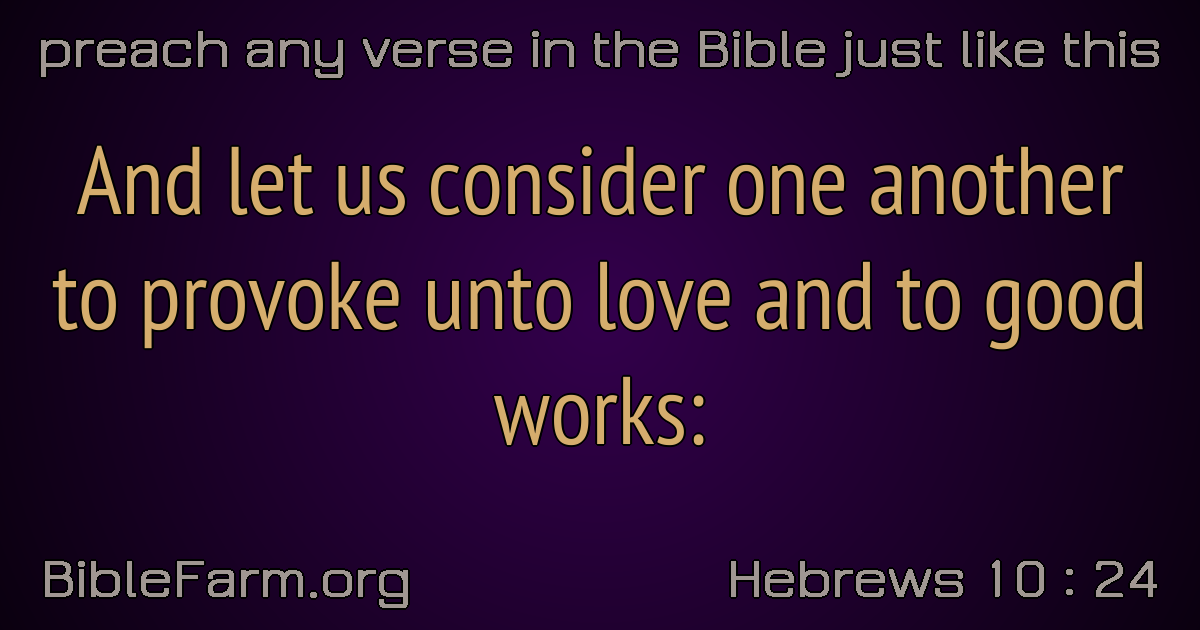 preach any verse in the Bible just like this
And let us consider one another
to provoke unto love and to good
works:
BibleFarm.org
Hebrews 10 : 24